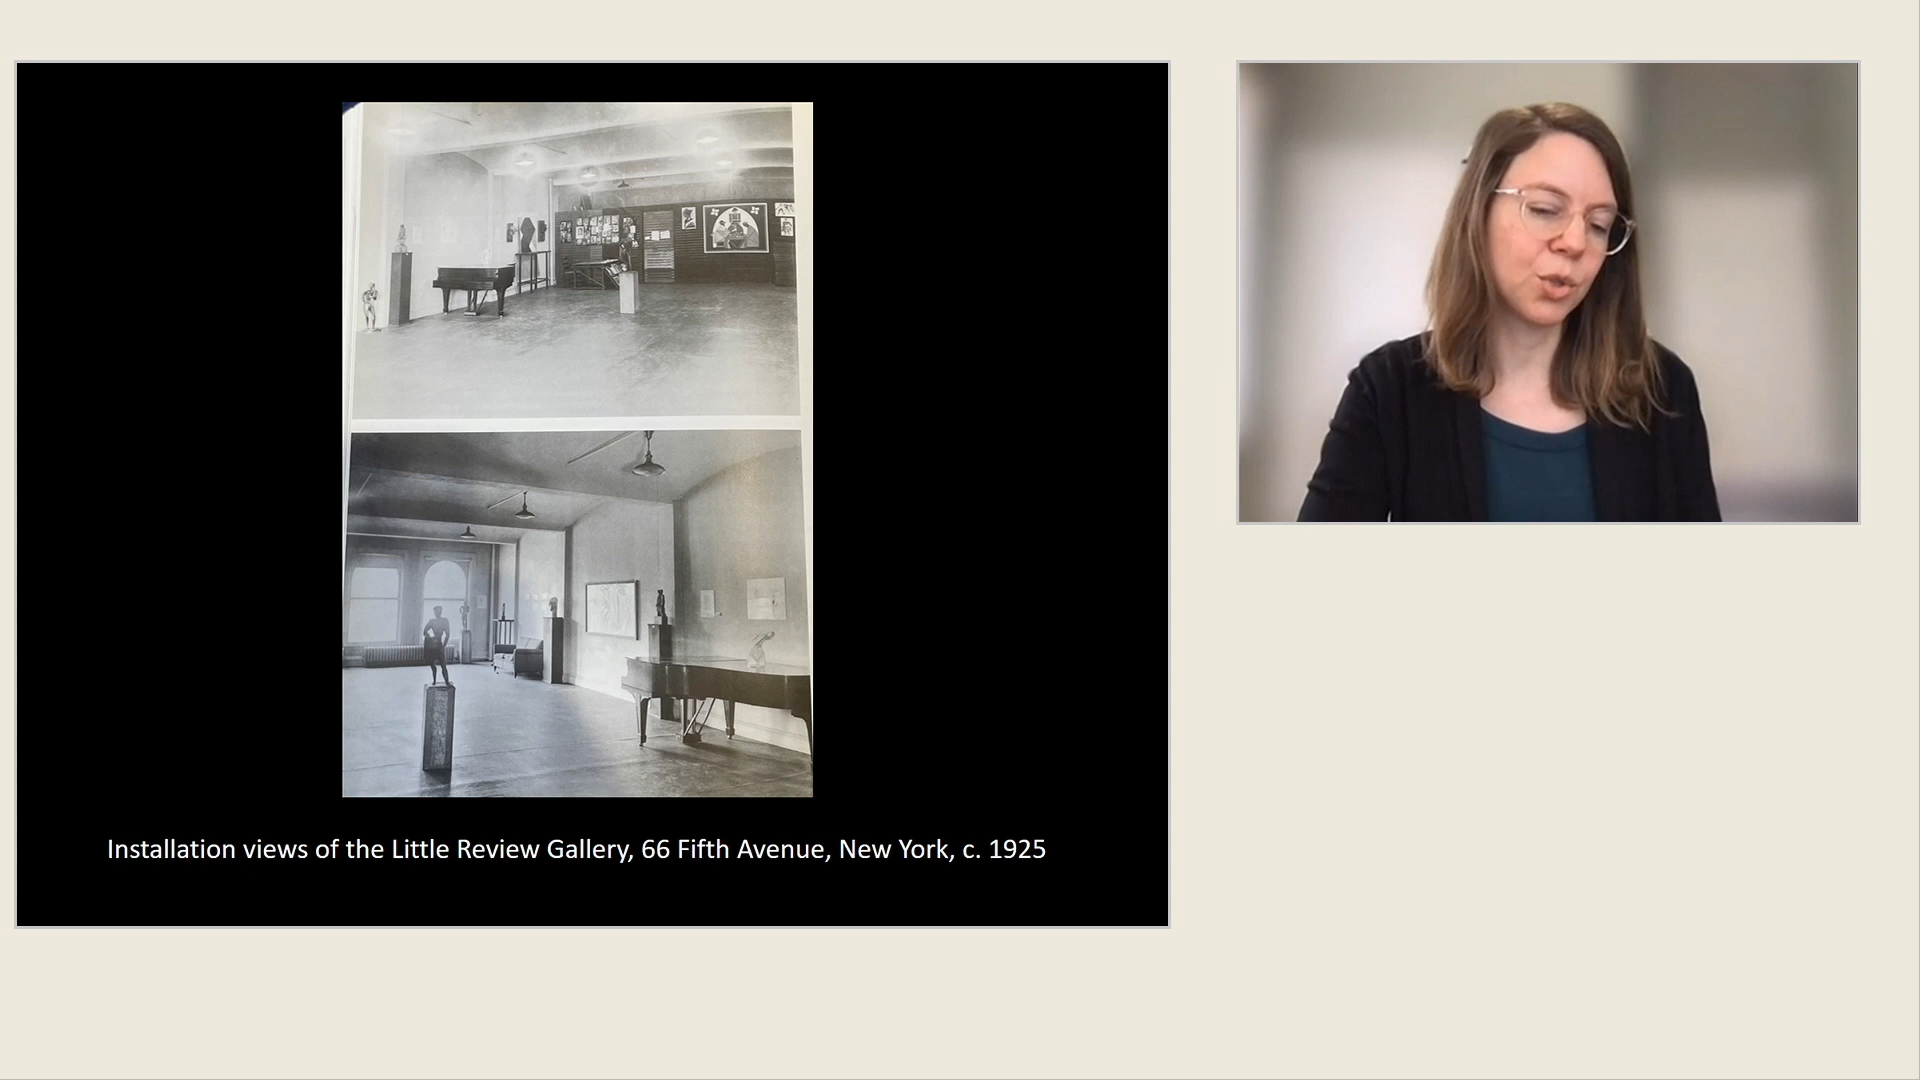 Installation views of the Little Review Gallery, 66 Fifth Avenue, New York, c. 1925